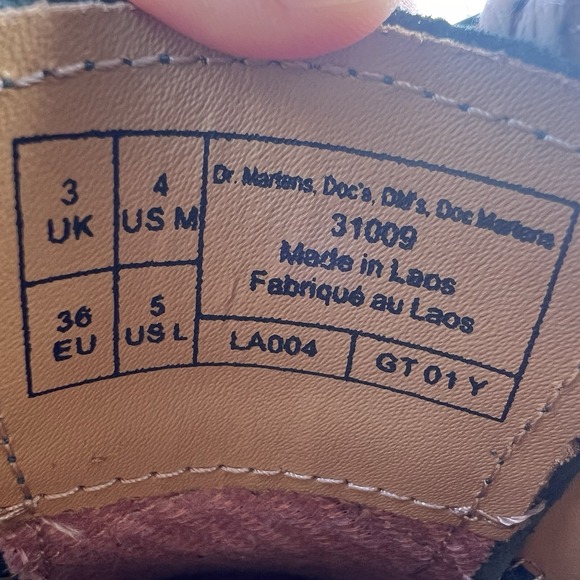 3
UK
4
US M
36
EU
5
US L
Dr. Martens, Doc's, DM's, Doc Martens
31009
Made in Laos
Fabriqué au Laos
LA004
GT 01 Y